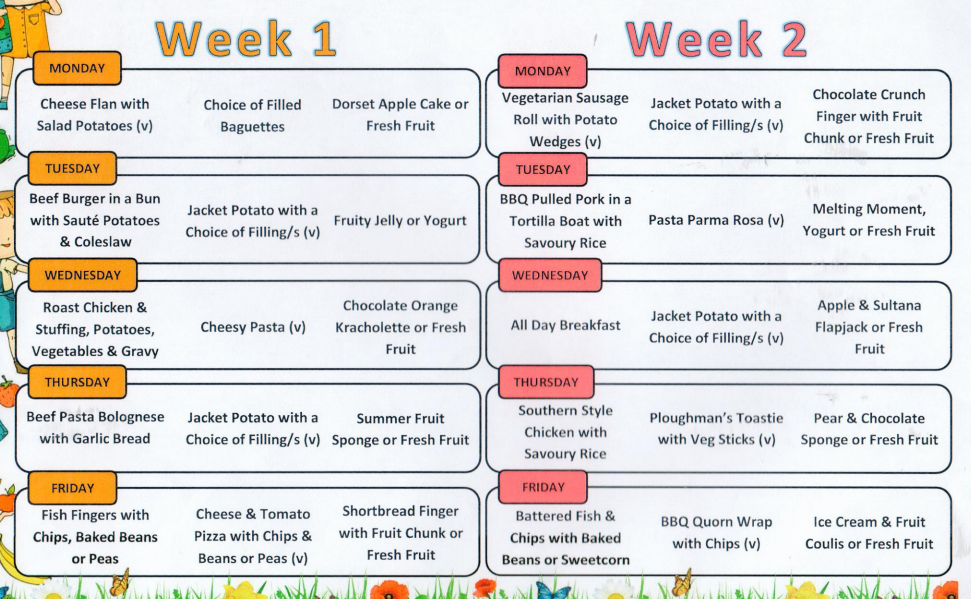 Week 1
MONDAY
Cheese Flan with
Salad Potatoes (v)
Choice of Filled
Baguettes
Dorset Apple Cake or
Fresh Fruit
TUESDAY
Beef Burger in a Bun
with Sauté Potatoes
& Coleslaw
Jacket Potato with a
Choice of Filling/s (v)
Fruity Jelly or Yogurt
WEDNESDAY
Roast Chicken &
Stuffing, Potatoes,
Vegetables & Gravy
Cheesy Pasta (v)
Chocolate Orange
Kracholette or Fresh
Fruit
THURSDAY
Beef Pasta Bolognese
with Garlic Bread
Jacket Potato with a
Choice of Filling/s (v)
Summer Fruit
Sponge or Fresh Fruit
FRIDAY
Fish Fingers with
Chips, Baked Beans
or Peas
Cheese & Tomato
Pizza with Chips &
Beans or Peas (v)
Shortbread Finger
with Fruit Chunk or
Fresh Fruit
Week 2
MONDAY
Vegetarian Sausage
Roll with Potato
Wedges (v)
Jacket Potato with a
Choice of Filling/s (v)
Chocolate Crunch
Finger with Fruit
Chunk or Fresh Fruit
TUESDAY
BBQ Pulled Pork in a
Tortilla Boat with
Savoury Rice
Pasta Parma Rosa (v)
Melting Moment,
Yogurt or Fresh Fruit
WEDNESDAY
All Day Breakfast
Jacket Potato with a
Choice of Filling/s (v)
Apple & Sultana
Flapjack or Fresh
Fruit
THURSDAY
Southern Style
Chicken with
Savoury Rice
Ploughman's Toastie
with Veg Sticks (v)
Pear & Chocolate
Sponge or Fresh Fruit
FRIDAY
Battered Fish &
Chips with Baked
Beans or Sweetcorn
BBQ Quorn Wrap
with Chips (v)
Ice Cream & Fruit
Coulis or Fresh Fruit